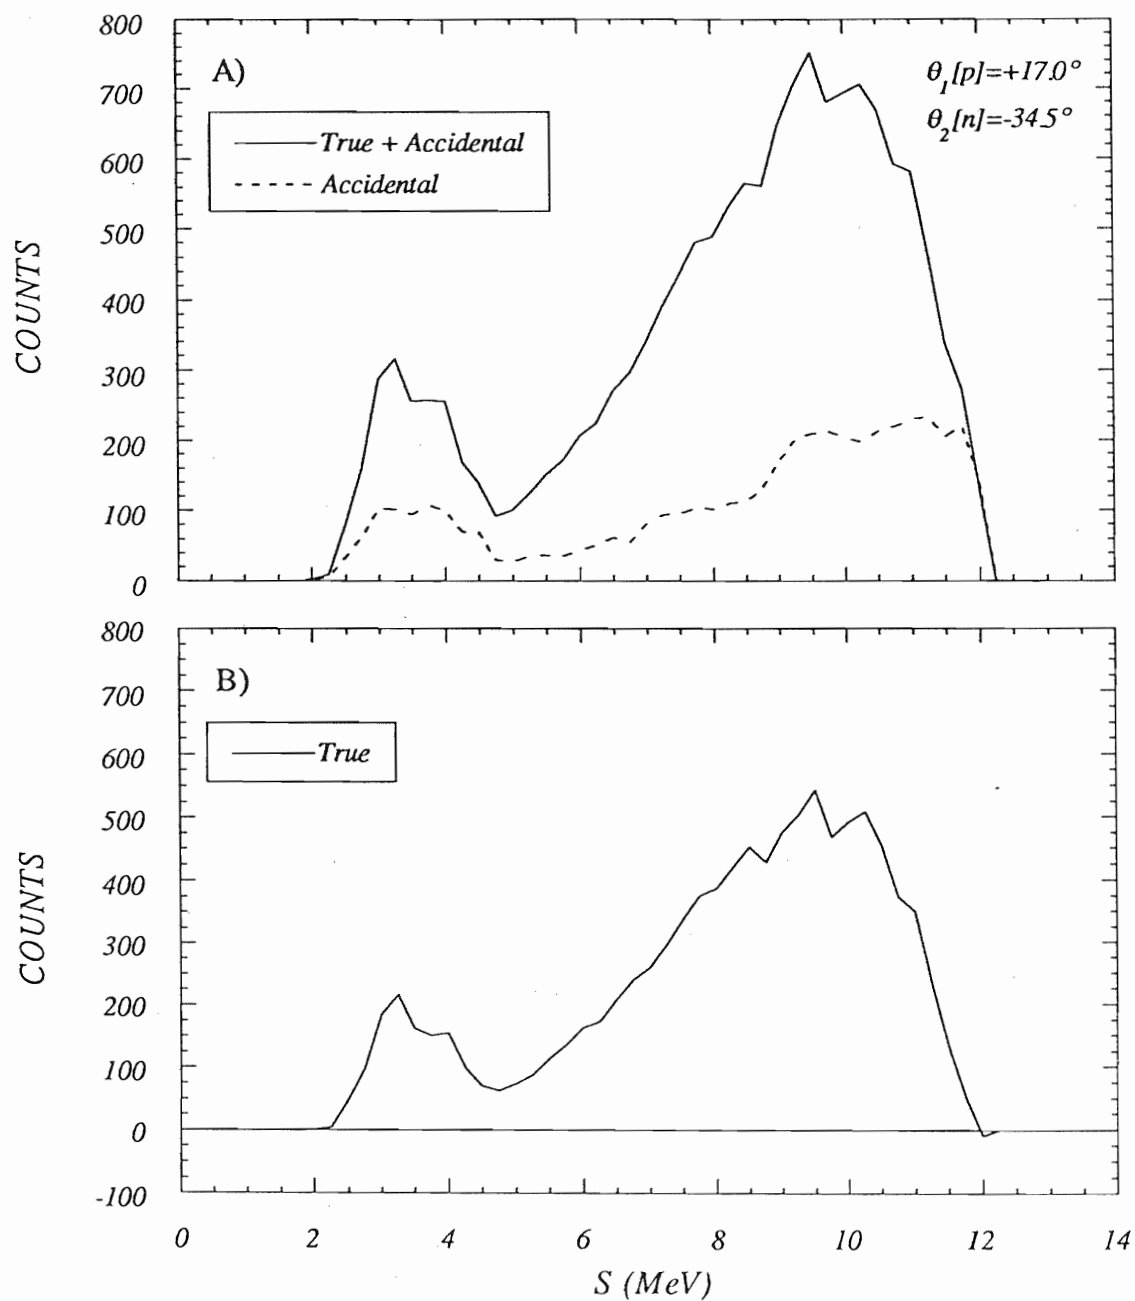 800
700
600
500
400
300
200
100
0
COUNTS
A)
True + Accidental
Accidental
θ1[p]=+17.0°
θ2[n]=-34.5°
800
700
600
500
400
300
200
100
0
-100
COUNTS
B)
True
0 2 4 6 8 10 12 14
S (MeV)